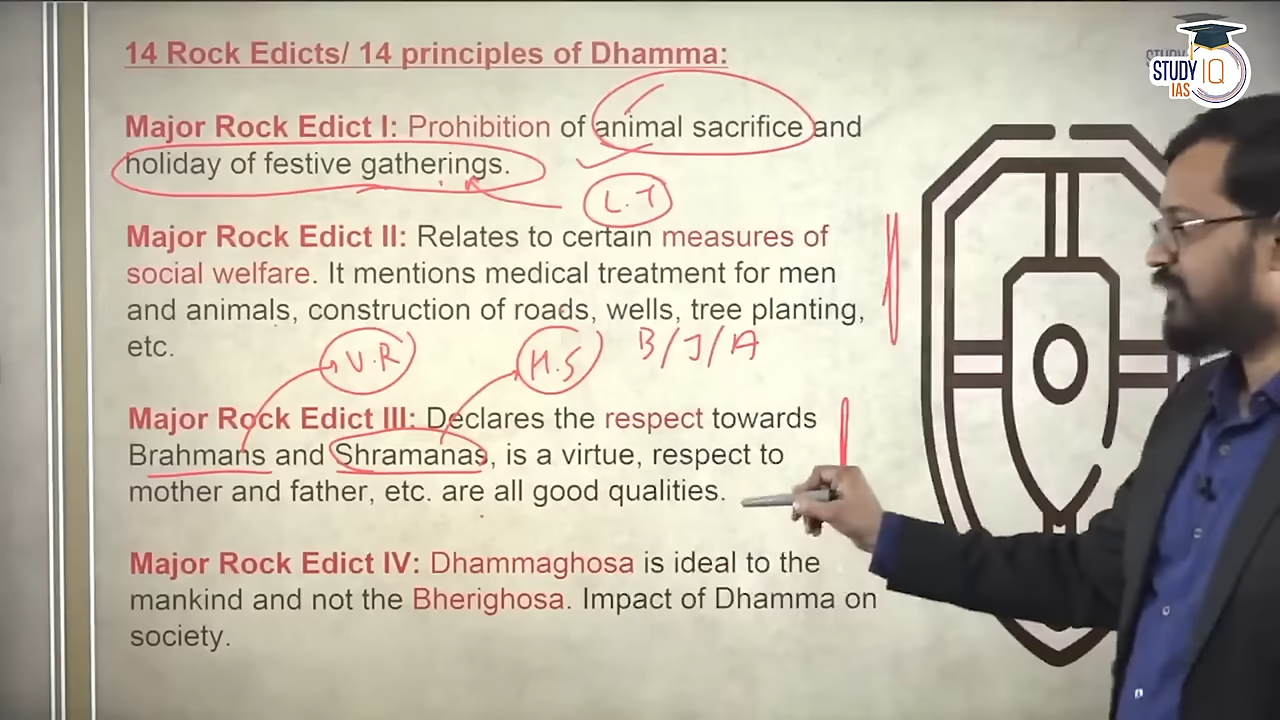 14 Rock Edicts/ 14 principles of Dhamma:
STUDY IQ
IAS
Major Rock Edict I: Prohibition of animal sacrifice and
holiday of festive gatherings.
L.T
Major Rock Edict II: Relates to certain measures of
social welfare. It mentions medical treatment for men
and animals, construction of roads, wells, tree planting,
etc.
V.R
H.S
B/J/A
Major Rock Edict III: Declares the respect towards
Brahmans and Shramanas, is a virtue, respect to
mother and father, etc. are all good qualities.
Major Rock Edict IV: Dhammaghosa is ideal to the
mankind and not the Bherighosa. Impact of Dhamma on
society.